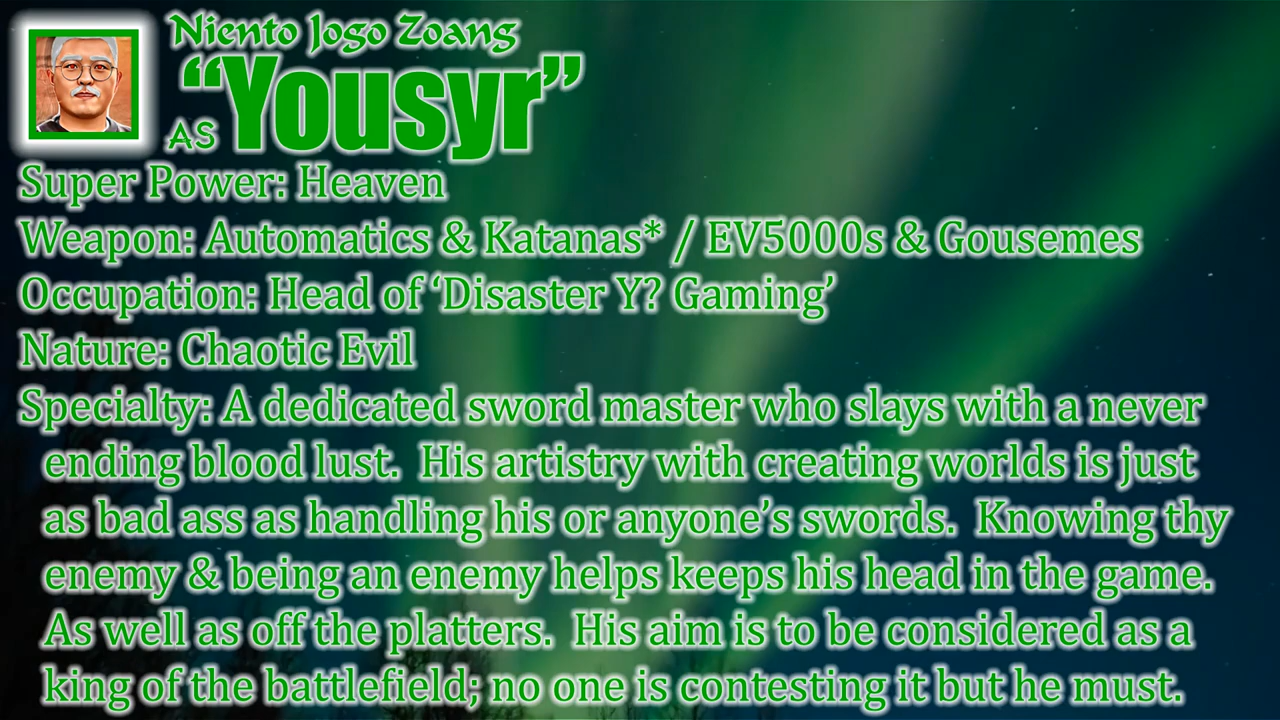 Niento Jogo Zoang
AS “Yousyr”
Super Power: Heaven
Weapon: Automatics & Katanas* / EV5000s & Gousemes
Occupation: Head of ‘Disaster Y? Gaming’
Nature: Chaotic Evil
Specialty: A dedicated sword master who slays with a never
ending blood lust.  His artistry with creating worlds is just
as bad ass as handling his or anyone’s swords.  Knowing thy
enemy & being an enemy helps keeps his head in the game.
As well as off the platters.  His aim is to be considered as a
king of the battlefield; no one is contesting it but he must.